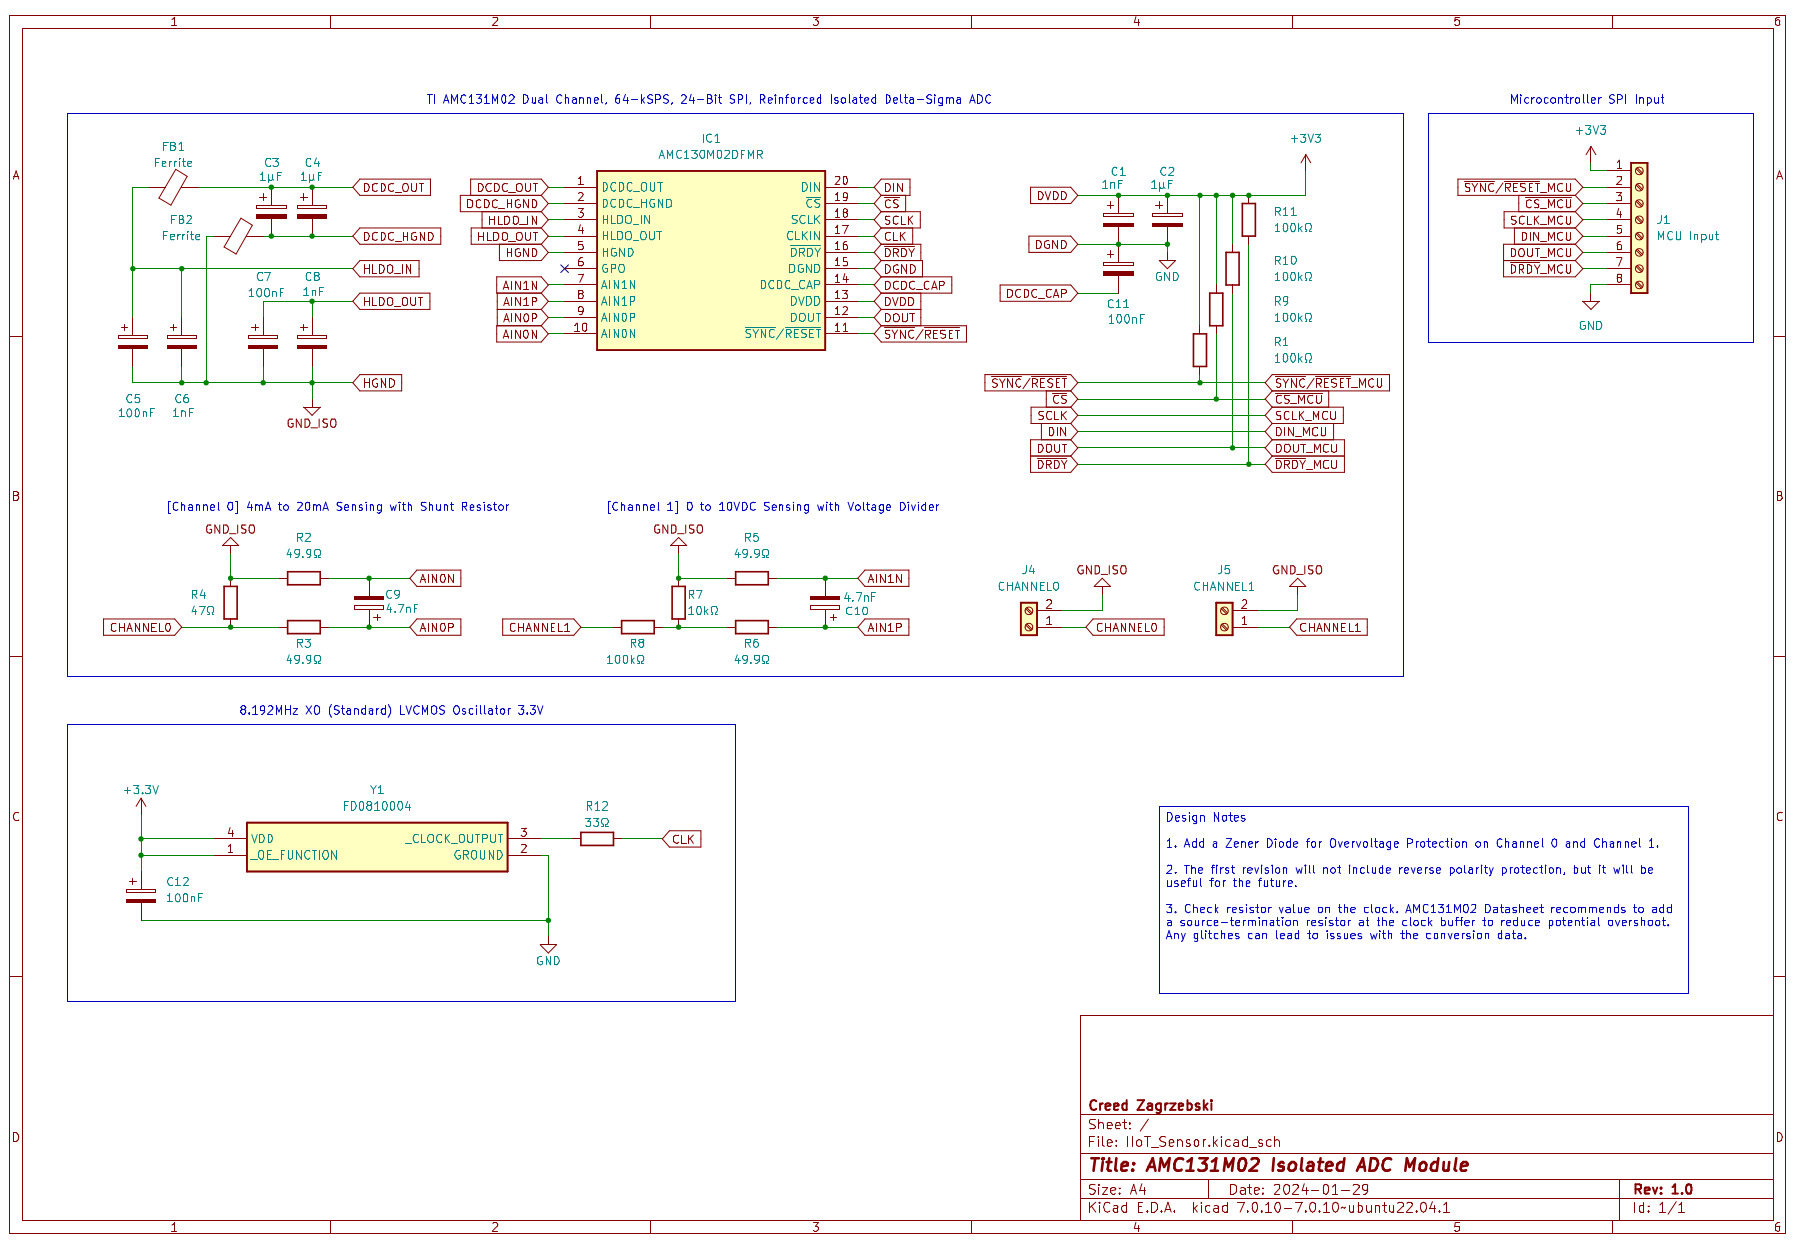 1 2 3 4 5 6
A
B
C
D
TI AMC131M02 Dual Channel, 64-kSPS, 24-Bit SPI, Reinforced Isolated Delta-Sigma ADC
FB1
Ferrite
FB2
Ferrite
C3
1µF
C4
1µF
DCDC_OUT
DCDC_HGND
HLDO_IN
C7
100nF
C8
1nF
HLDO_OUT
HGND
C5
100nF
C6
1nF
GND_ISO
IC1
AMC130M02DFMR
DCDC_OUT 1 DCDC_OUT
DCDC_HGND 2 DCDC_HGND
HLDO_IN 3 HLDO_IN
HLDO_OUT 4 HLDO_OUT
HGND 5 HGND
6 GPO
AIN1N 7 AIN1N
AIN1P 8 AIN1P
AIN0P 9 AIN0P
AIN0N 10 AIN0N
DIN 20 DIN
CS 19 CS
SCLK 18 SCLK
CLKIN 17 CLK
DRDY 16 DRDY
DGND 15 DGND
DCDC_CAP 14 DCDC_CAP
DVDD 13 DVDD
DOUT 12 DOUT
SYNC/RESET 11 SYNC/RESET
+3V3
C1
1nF
C2
1µF
DVDD
DGND
GND
DCDC_CAP
C11
100nF
R11
100kΩ
R10
100kΩ
R9
100kΩ
R1
100kΩ
SYNC/RESET SYNC/RESET_MCU
CS CS_MCU
SCLK SCLK_MCU
DIN DIN_MCU
DOUT DOUT_MCU
DRDY DRDY_MCU
Microcontroller SPI Input
+3V3
1
SYNC/RESET_MCU 2
CS_MCU 3
SCLK_MCU 4
DIN_MCU 5
DOUT_MCU 6
DRDY_MCU 7
8
J1
MCU Input
GND
[Channel 0] 4mA to 20mA Sensing with Shunt Resistor
GND_ISO
R2
49.9Ω
AIN0N
R4
47Ω
C9
4.7nF
CHANNEL0
AIN0P
R3
49.9Ω
[Channel 1] 0 to 10VDC Sensing with Voltage Divider
GND_ISO
R5
49.9Ω
AIN1N
R7
10kΩ
4.7nF
C10
CHANNEL1
AIN1P
R8
100kΩ
R6
49.9Ω
J4
CHANNEL0
GND_ISO
2
1
CHANNEL0
J5
CHANNEL1
GND_ISO
2
1
CHANNEL1
8.192MHz XO (Standard) LVCMOS Oscillator 3.3V
+3.3V
Y1
FD0810004
4 VDD
1 _OE_FUNCTION
_CLOCK_OUTPUT 3
GROUND 2
R12
33Ω
CLK
C12
100nF
GND
Design Notes
1. Add a Zener Diode for Overvoltage Protection on Channel 0 and Channel 1.
2. The first revision will not include reverse polarity protection, but it will be
useful for the future.
3. Check resistor value on the clock. AMC131M02 Datasheet recommends to add
a source-termination resistor at the clock buffer to reduce potential overshoot.
Any glitches can lead to issues with the conversion data.
Creed Zagrzebski
Sheet: /
File: IIoT_Sensor.kicad_sch
Title: AMC131M02 Isolated ADC Module
Size: A4 Date: 2024-01-29 Rev: 1.0
KiCad E.D.A. kicad 7.0.10-7.0.10~ubuntu22.04.1 Id: 1/1
A
B
C
D
1 2 3 4 5 6